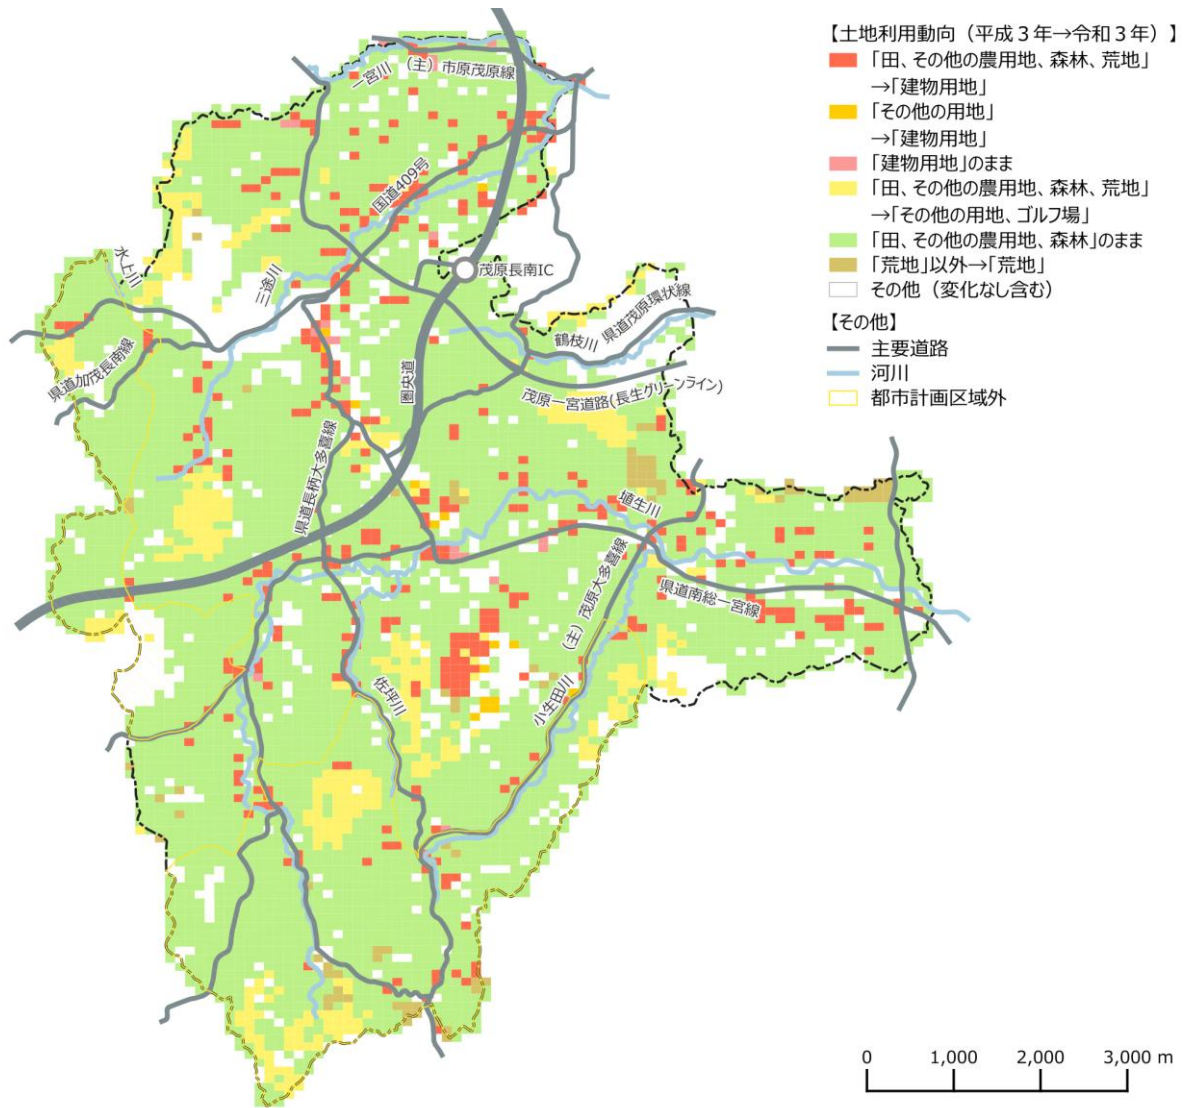 【土地利用動向（平成３年→令和３年）】
「田、その他の農用地、森林、荒地」
→「建物用地」
「その他の用地」
→「建物用地」
「建物用地」のまま
「田、その他の農用地、森林、荒地」
→「その他の用地、ゴルフ場」
「田、その他の農用地、森林」のまま
「荒地」以外→「荒地」
その他（変化なし含む）
【その他】
主要道路
河川
都市計画区域外
一宮川
（主）市原茂原線
国道409号
水上川
三途川
茂原長南IC
県道加茂長南線
鶴枝川
県道茂原環状線
圏央道
茂原一宮道路(長生グリーンライン)
県道長柄大多喜線
埴生川
（主）茂原大多喜線
県道南総一宮線
佐坪川
小生田川
0 1,000 2,000 3,000 m